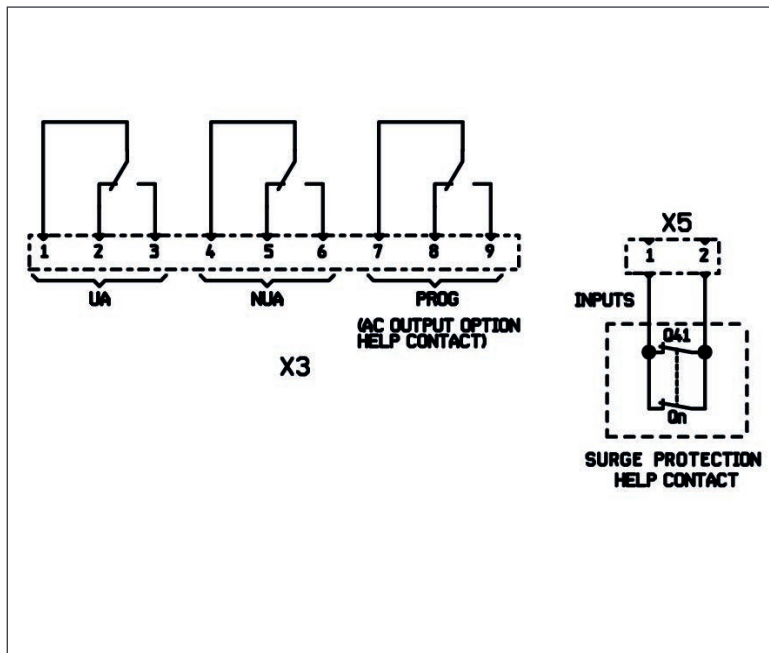 1 2 3 4 5 6 7 8 9
UA NUA PROG
(AC OUTPUT OPTION
HELP CONTACT)
X3
X5
1 2
INPUTS
Q41
Qn
SURGE PROTECTION
HELP CONTACT